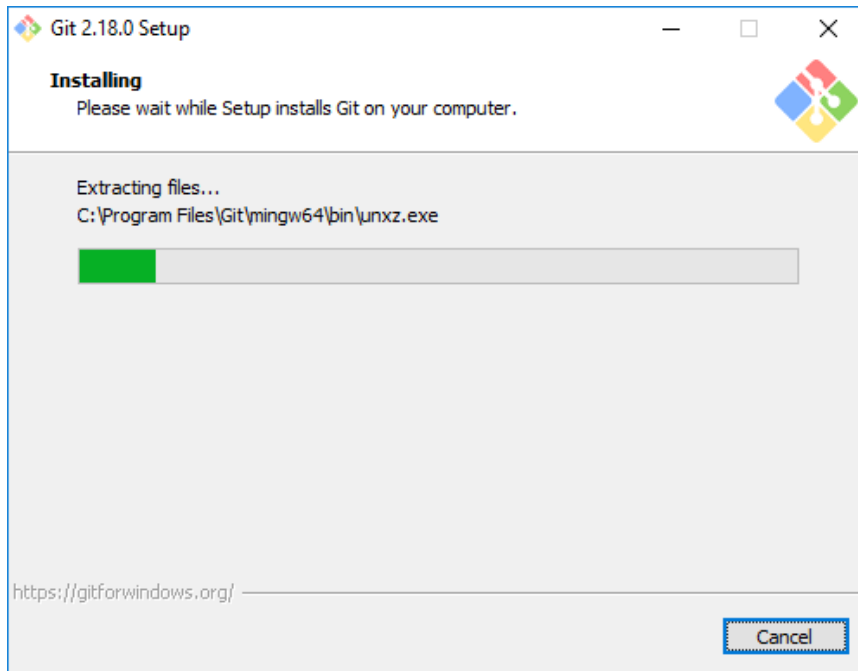 Git 2.18.0 Setup
Installing
Please wait while Setup installs Git on your computer.
Extracting files...
C:\Program Files\Git\mingw64\bin\unxz.exe
https://gitforwindows.org/
Cancel